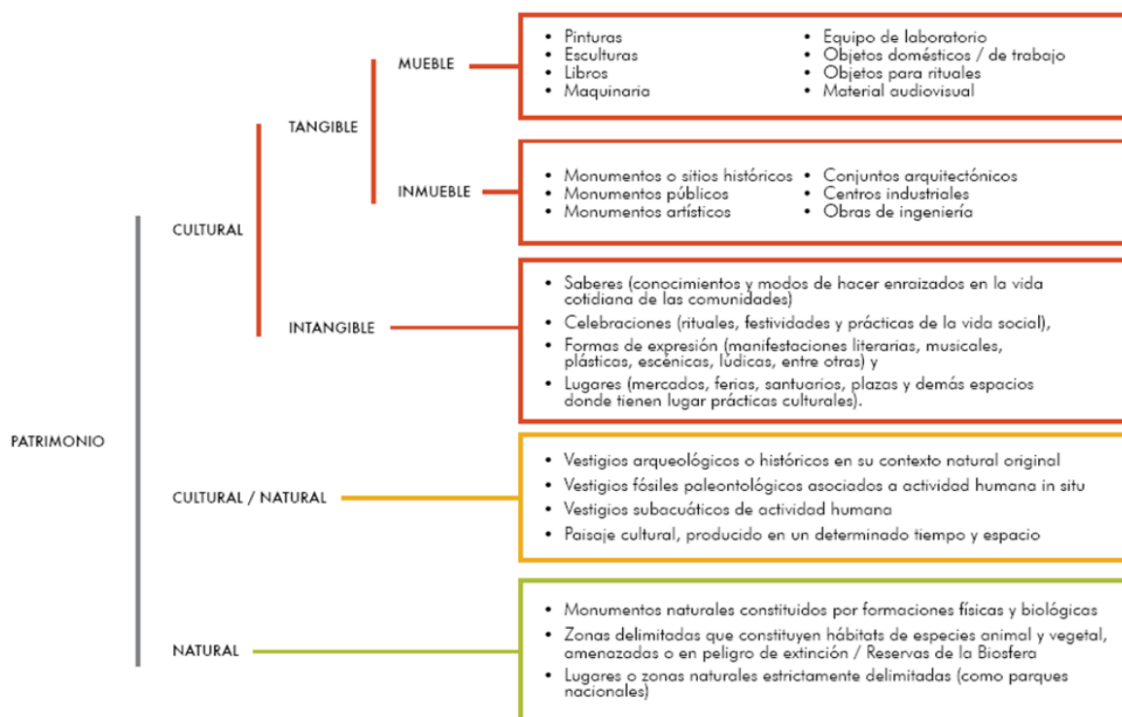 PATRIMONIO
CULTURAL
TANGIBLE
MUEBLE
• Pinturas
• Esculturas
• Libros
• Maquinaria
• Equipo de laboratorio
• Objetos domésticos / de trabajo
• Objetos para rituales
• Material audiovisual
INMUEBLE
• Monumentos o sitios históricos
• Monumentos públicos
• Monumentos artísticos
• Conjuntos arquitectónicos
• Centros industriales
• Obras de ingeniería
INTANGIBLE
• Saberes (conocimientos y modos de hacer enraizados en la vida
cotidiana de las comunidades)
• Celebraciones (rituales, festividades y prácticas de la vida social),
• Formas de expresión (manifestaciones literarias, musicales,
plásticas, escénicas, lúdicas, entre otras) y
• Lugares (mercados, ferias, santuarios, plazas y demás espacios
donde tienen lugar prácticas culturales).
CULTURAL / NATURAL
• Vestigios arqueológicos o históricos en su contexto natural original
• Vestigios fósiles paleontológicos asociados a actividad humana in situ
• Vestigios subacuáticos de actividad humana
• Paisaje cultural, producido en un determinado tiempo y espacio
NATURAL
• Monumentos naturales constituidos por formaciones físicas y biológicas
• Zonas delimitadas que constituyen hábitats de especies animal y vegetal,
amenazadas o en peligro de extinción / Reservas de la Biosfera
• Lugares o zonas naturales estrictamente delimitadas (como parques
nacionales)